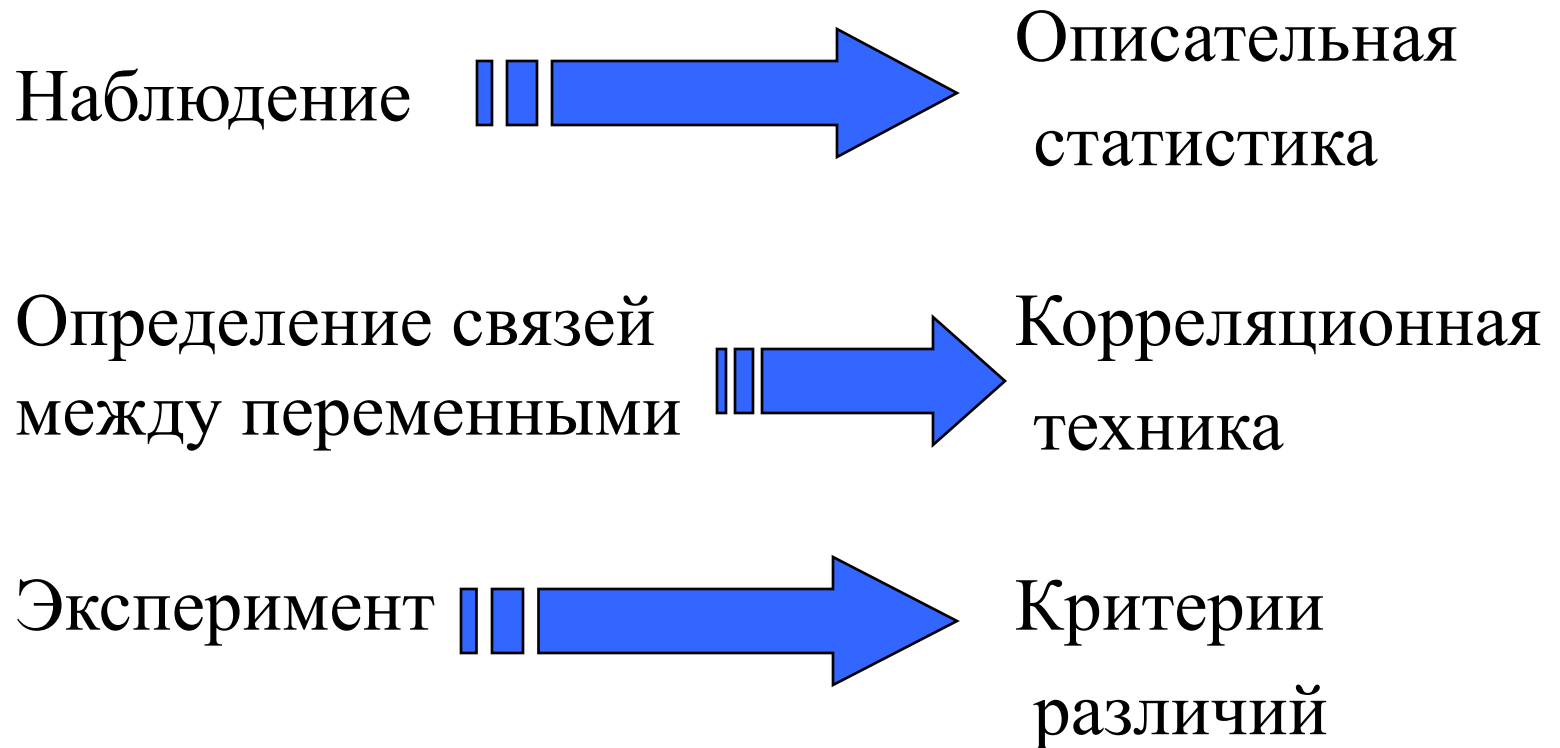 Наблюдение
Описательная
статистика
Определение связей
между переменными
Корреляционная
техника
Эксперимент
Критерии
различий